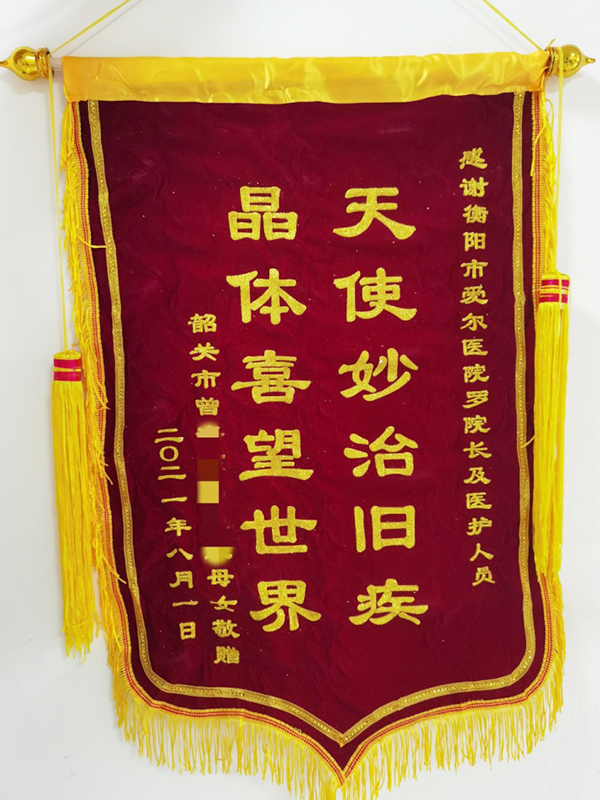 感谢衡阳市爱尔医院罗院长及医护人员
天使妙治旧疾
晶体喜望世界
韶关市曾 母女敬赠
二〇二一年八月一日